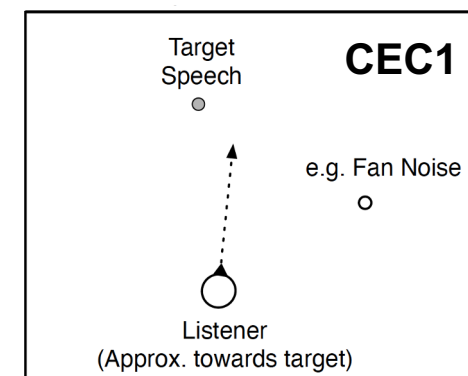 Target
Speech
CEC1
e.g. Fan Noise
Listener
(Approx. towards target)